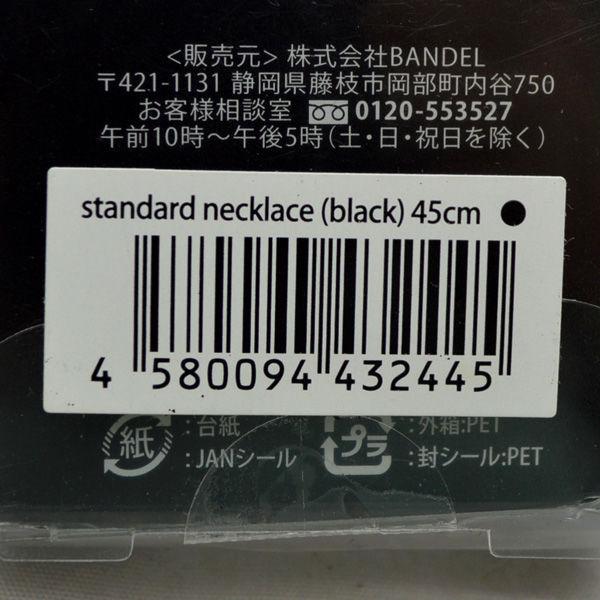 <販売元> 株式会社BANDEL
〒421-1131 静岡県藤枝市岡部町内谷750
お客様相談室 0120-553527
午前10時～午後5時(土・日・祝日を除く)
standard necklace (black) 45cm
4 580094 432445
紙 :台紙 プラ :外箱:PET
:JANシール :封シール:PET